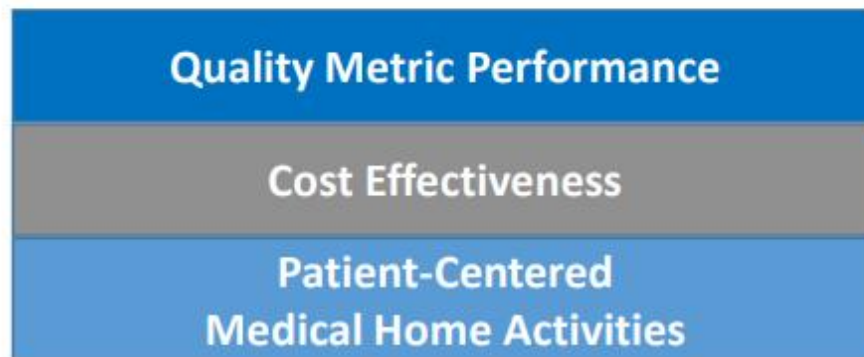 Quality Metric Performance
Cost Effectiveness
Patient-Centered
Medical Home Activities